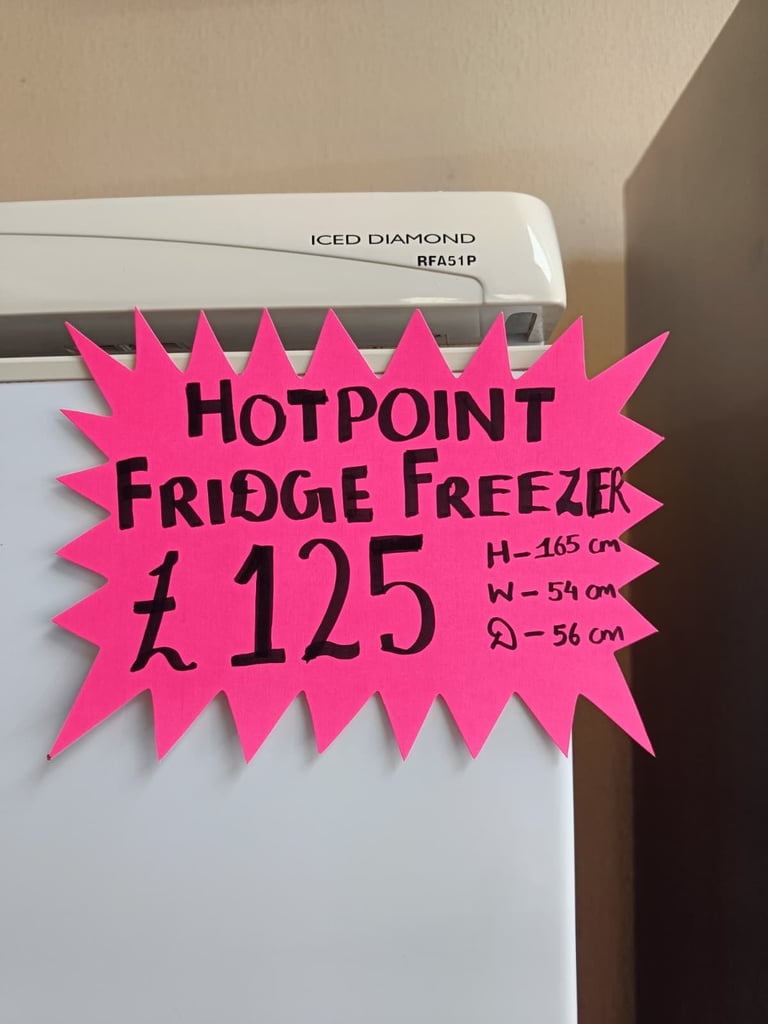 ICED DIAMOND
RFA51P
HOTPOINT
FRIDGE FREEZER
£125
H-165 cm
W-54 cm
D-56 cm